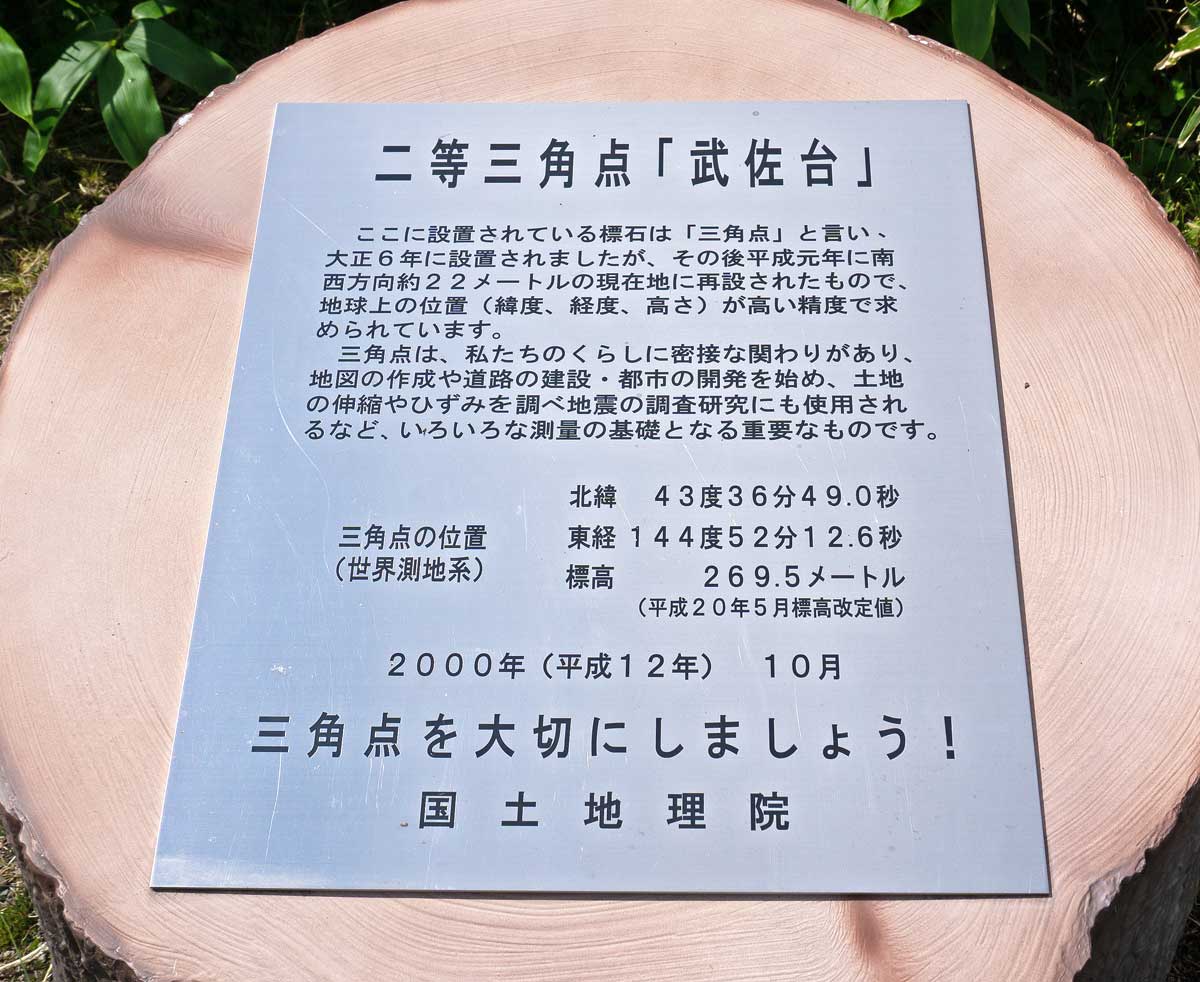 二等三角点「武佐台」
ここに設置されている標石は「三角点」と言い、
大正6年に設置されましたが、その後平成元年に南
西方向約22メートルの現在地に再設されたもので、
地球上の位置（緯度、経度、高さ）が高い精度で求
められています。
三角点は、私たちのくらしに密接な関わりがあり、
地図の作成や道路の建設・都市の開発を始め、土地
の伸縮やひずみを調べ地震の調査研究にも使用され
るなど、いろいろな測量の基礎となる重要なものです。
三角点の位置
（世界測地系）
北緯 43度36分49.0秒
東経144度52分12.6秒
標高 269.5メートル
（平成20年5月標高改定値）
2000年（平成12年） 10月
三角点を大切にしましょう！
国土地理院